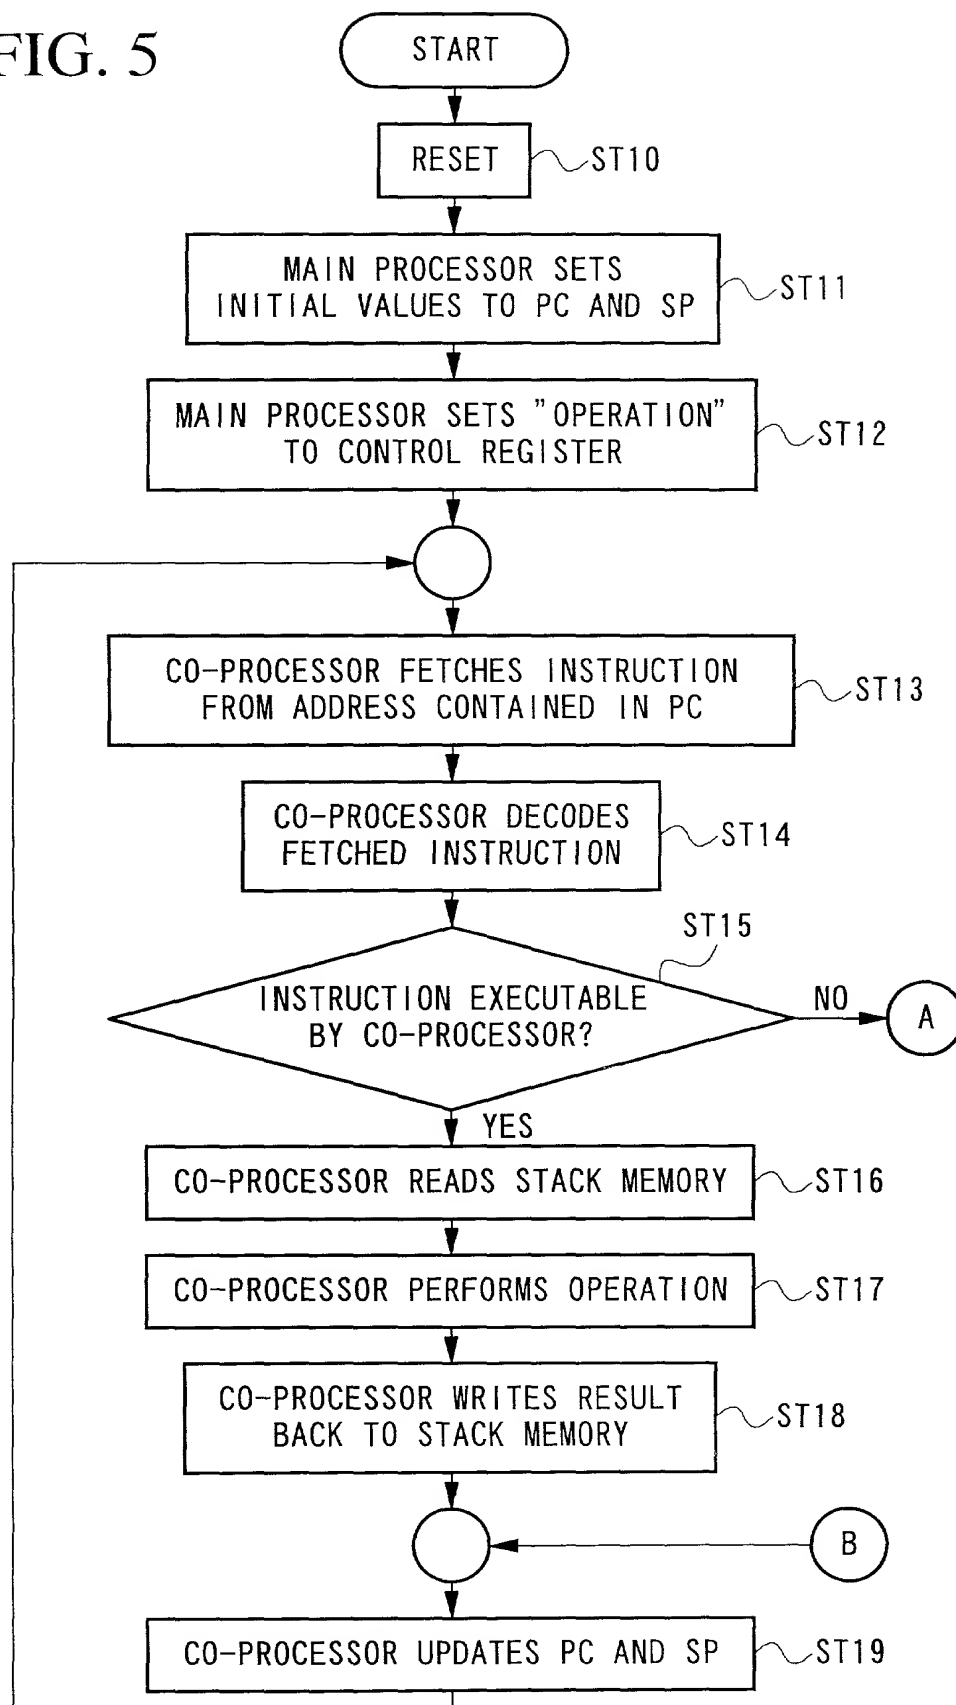 FIG. 5
START
RESET
ST10
MAIN PROCESSOR SETS
INITIAL VALUES TO PC AND SP
ST11
MAIN PROCESSOR SETS "OPERATION"
TO CONTROL REGISTER
ST12
CO-PROCESSOR FETCHES INSTRUCTION
FROM ADDRESS CONTAINED IN PC
ST13
CO-PROCESSOR DECODES
FETCHED INSTRUCTION
ST14
ST15
INSTRUCTION EXECUTABLE
BY CO-PROCESSOR?
NO
A
YES
CO-PROCESSOR READS STACK MEMORY
ST16
CO-PROCESSOR PERFORMS OPERATION
ST17
CO-PROCESSOR WRITES RESULT
BACK TO STACK MEMORY
ST18
B
CO-PROCESSOR UPDATES PC AND SP
ST19